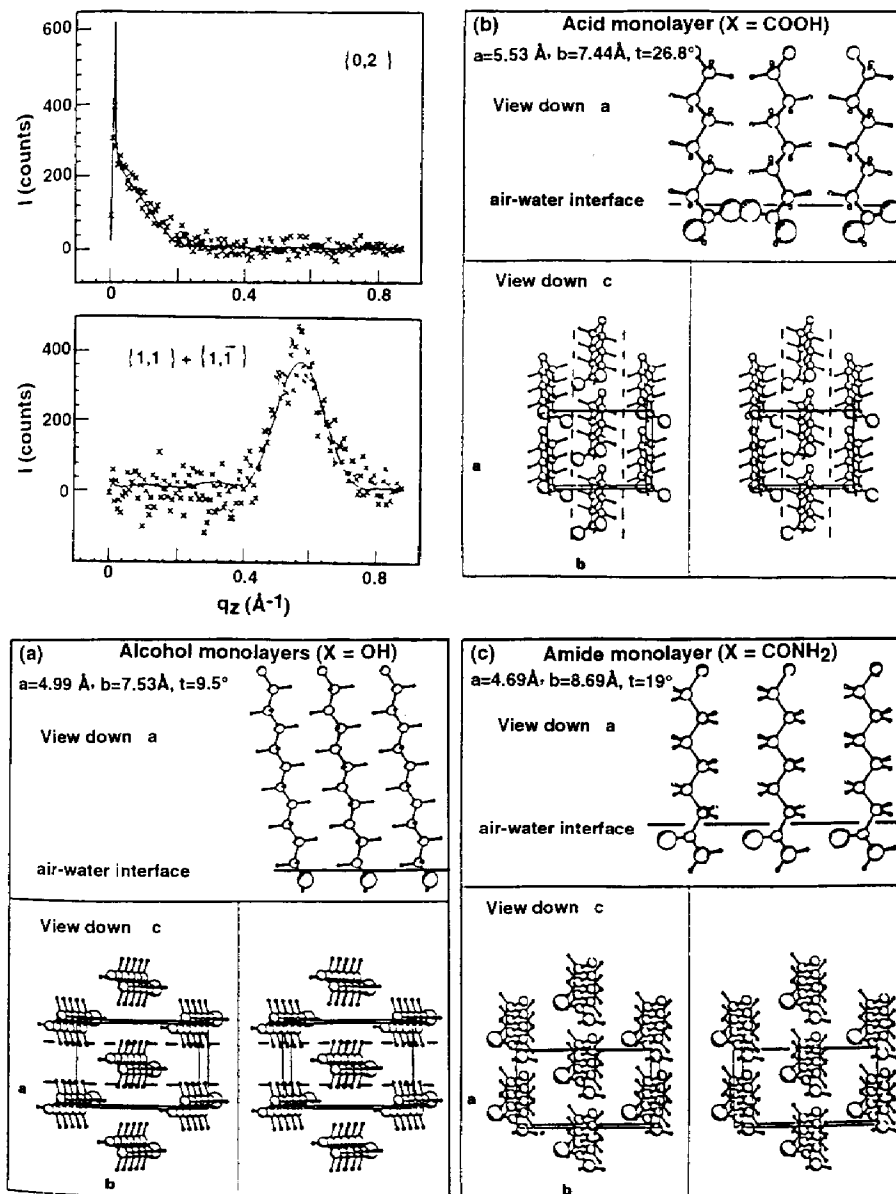 600
400
200
0
I (counts)
{0,2}
0
0.4
0.8
400
0
I (counts)
{1,1} + {1,1̄}
0
0.4
0.8
qz (Å-1)
(b) Acid monolayer (X = COOH)
a=5.53 Å, b=7.44Å, t=26.8°
View down a
air-water interface
View down c
a
b
(a) Alcohol monolayers (X = OH)
a=4.99 Å, b=7.53Å, t=9.5°
View down a
air-water interface
View down c
a
b
(c) Amide monolayer (X = CONH2)
a=4.69Å, b=8.69Å, t=19°
View down a
air-water interface
View down c
a
b